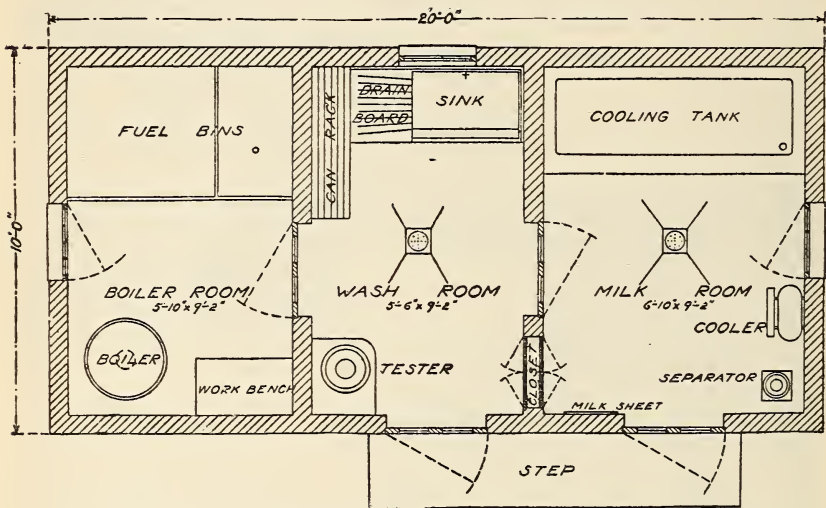 20'-0"
FUEL BINS
CAN RACK
DRAIN
BOARD
SINK
COOLING TANK
10'-0"
BOILER ROOM
5'-10" x 9'-2"
WASH ROOM
5'-6" x 9'-2"
MILK ROOM
6'-10" x 9'-2"
COOLER
BOILER
WORK BENCH
TESTER
CLOSET
SEPARATOR
MILK SHEET
STEP